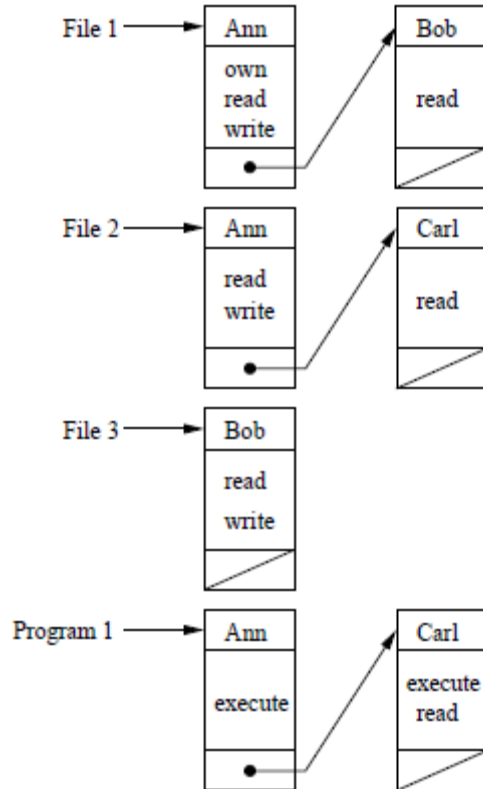 File 1
Ann
own
read
write
Bob
read
File 2
Ann
read
write
Carl
read
File 3
Bob
read
write
Program 1
Ann
execute
Carl
execute
read